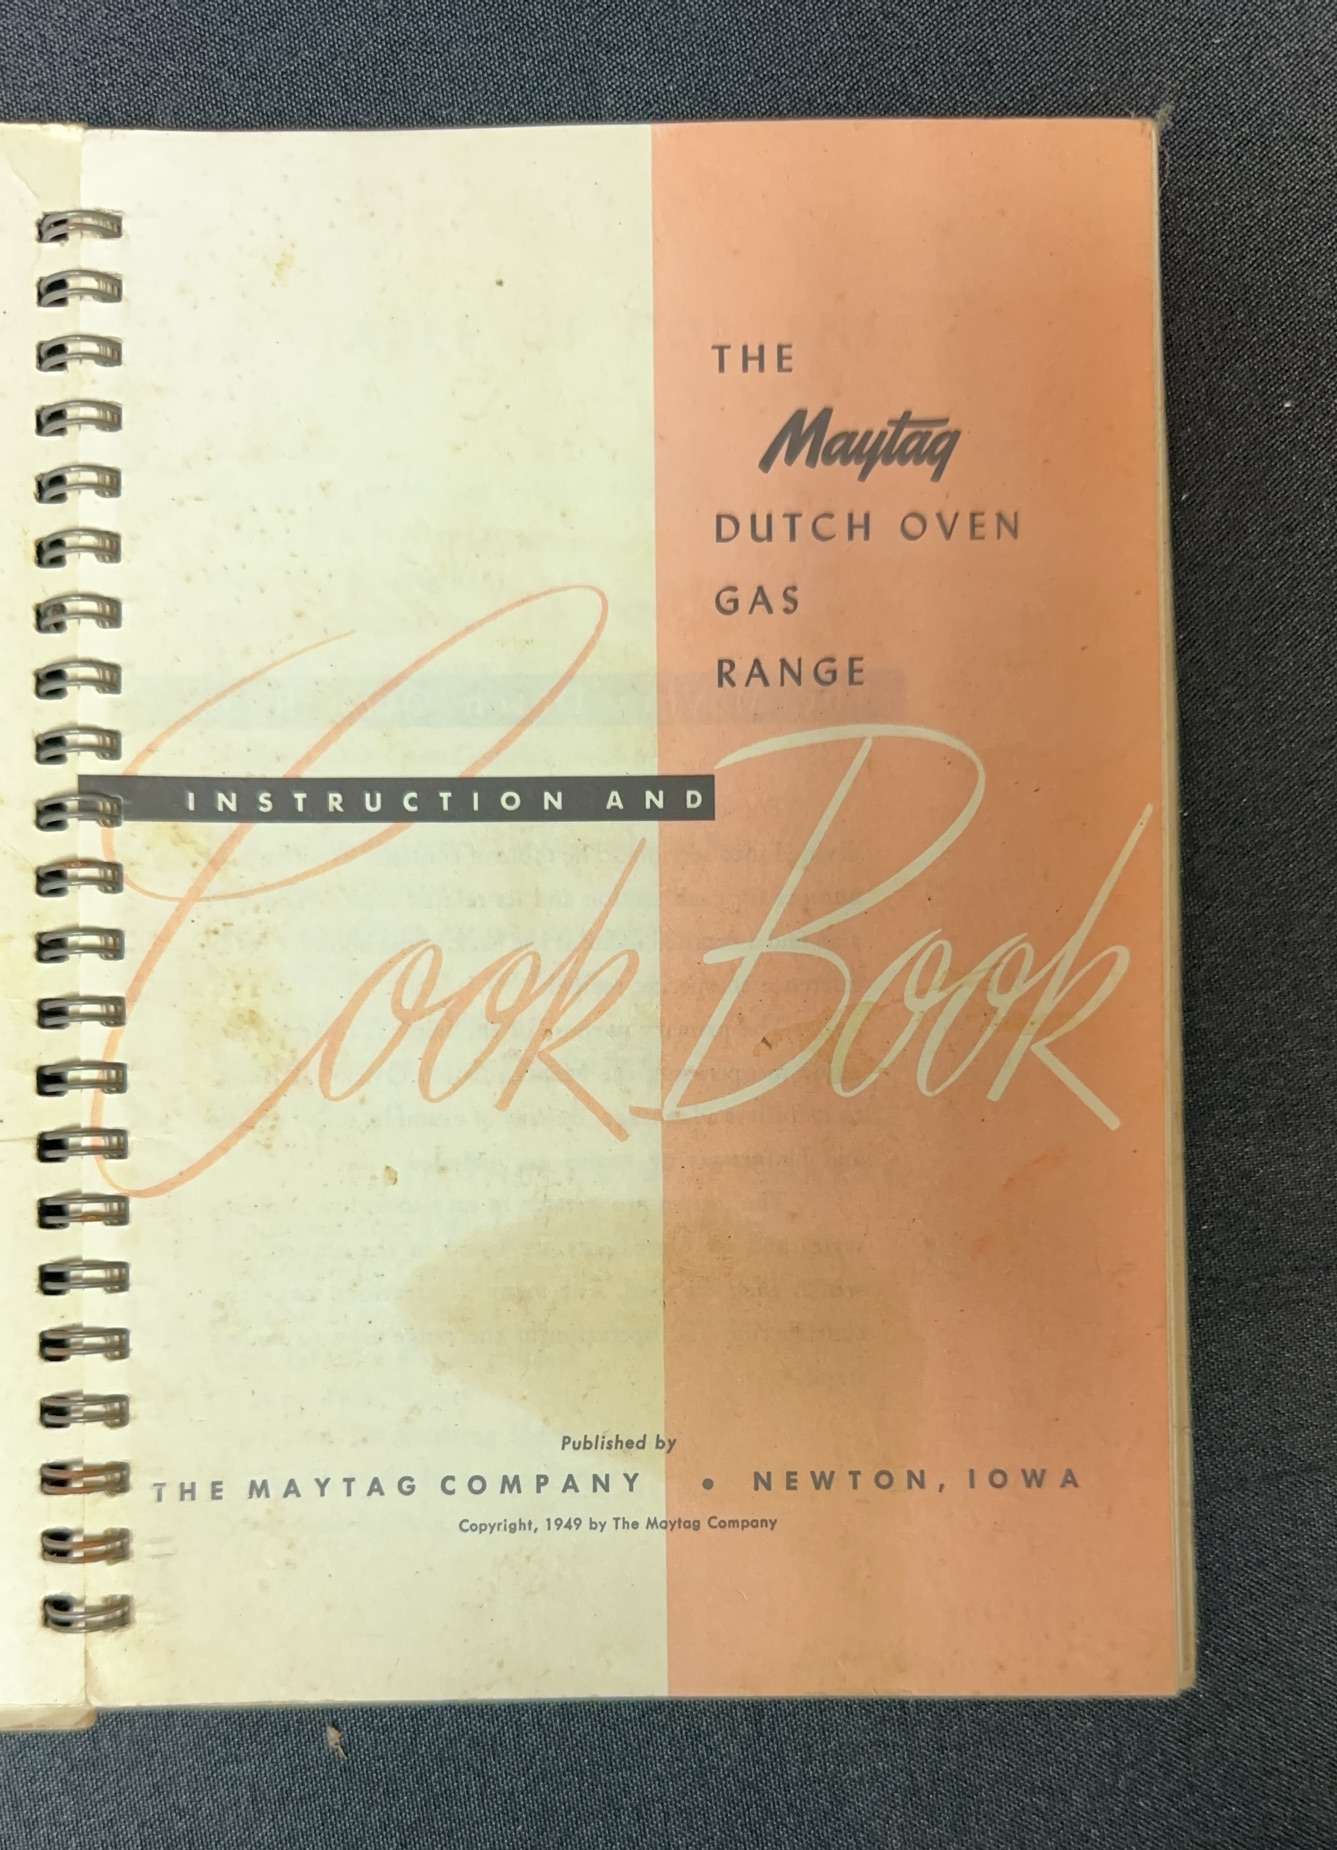 THE
Maytag
DUTCH OVEN
GAS
RANGE
INSTRUCTION AND
Cook Book
Published by
THE MAYTAG COMPANY • NEWTON, IOWA
Copyright, 1949 by The Maytag Company